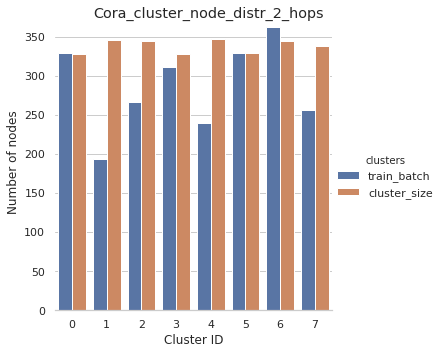 Cora_cluster_node_distr_2_hops
350
300
250
200
150
100
50
0
Number of nodes
0 1 2 3 4 5 6 7
Cluster ID
clusters
train_batch
cluster_size